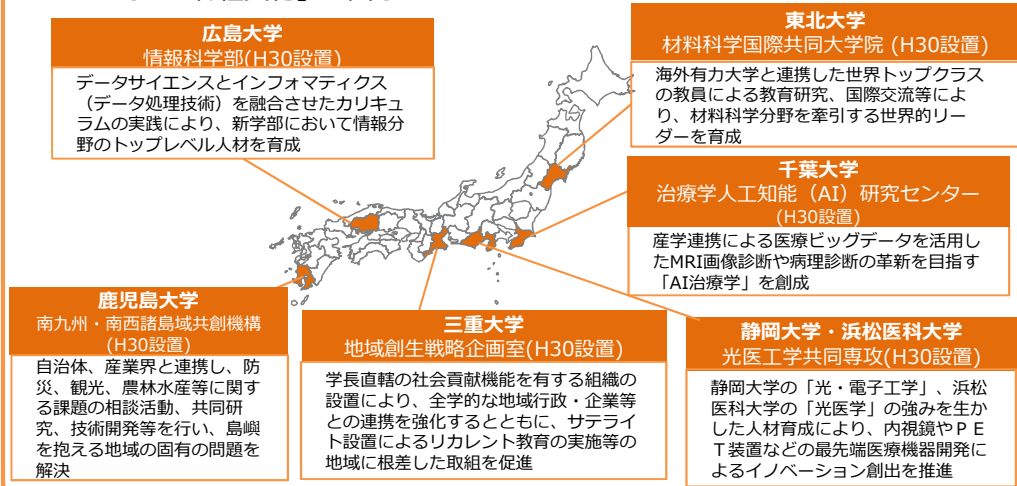 広島大学
情報科学部(H30設置)
データサイエンスとインフォマティクス
（データ処理技術）を融合させたカリキュ
ラムの実践により、新学部において情報分
野のトップレベル人材を育成
東北大学
材料科学国際共同大学院 (H30設置)
海外有力大学と連携した世界トップクラス
の教員による教育研究、国際交流等によ
り、材料科学分野を牽引する世界的リー
ダーを育成
千葉大学
治療学人工知能（AI）研究センター
(H30設置)
産学連携による医療ビッグデータを活用し
たMRI画像診断や病理診断の革新を目指す
「AI治療学」を創成
鹿児島大学
南九州・南西諸島域共創機構
(H30設置)
自治体、産業界と連携し、防
災、観光、農林水産等に関す
る課題の相談活動、共同研
究、技術開発等を行い、島嶼
を抱える地域の固有の問題を
解決
三重大学
地域創生戦略企画室(H30設置)
学長直轄の社会貢献機能を有する組織の
設置により、全学的な地域行政・企業等
との連携を強化するとともに、サテライ
ト設置によるリカレント教育の実施等の
地域に根差した取組を促進
静岡大学・浜松医科大学
光医工学共同専攻(H30設置)
静岡大学の「光・電子工学」、浜松
医科大学の「光医学」の強みを生か
した人材育成により、内視鏡やＰＥ
Ｔ装置などの最先端医療機器開発に
よるイノベーション創出を推進